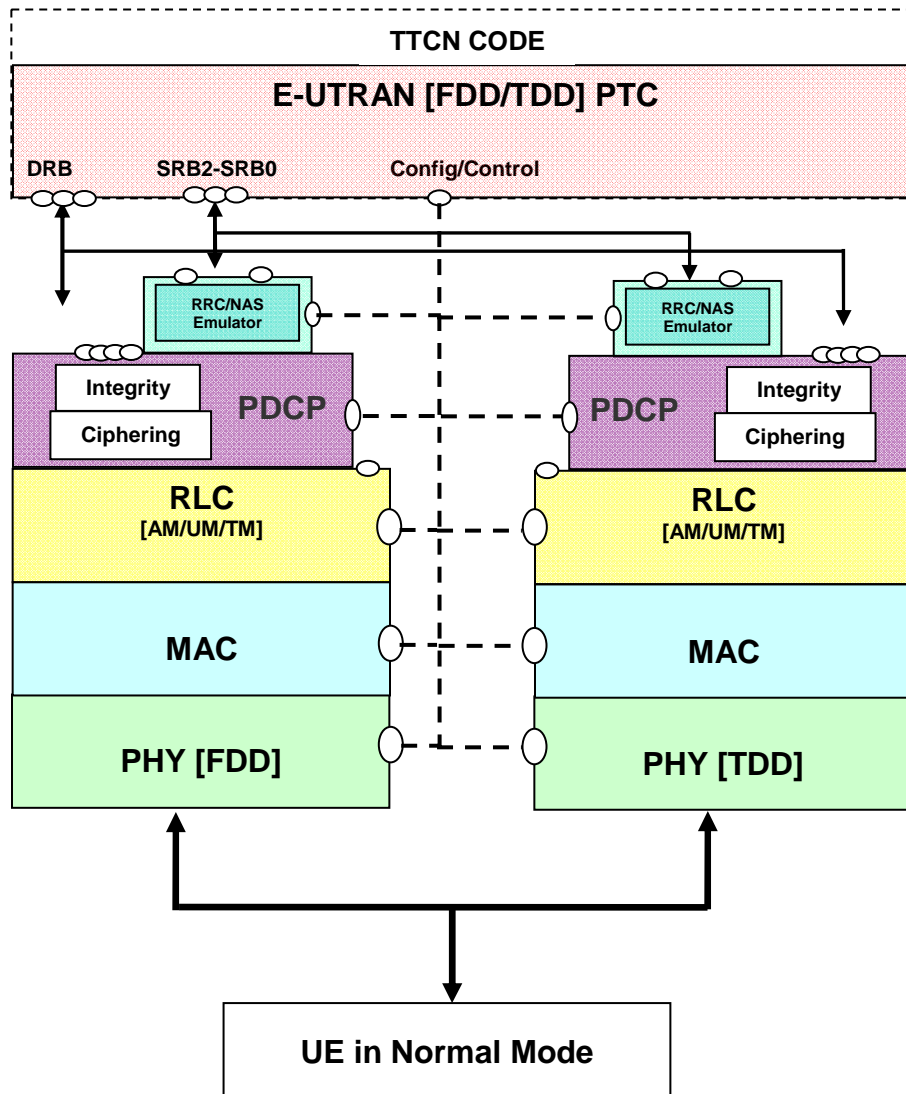 TTCN CODE
E-UTRAN [FDD/TDD] PTC
DRB
SRB2-SRB0
Config/Control
RRC/NAS
Emulator
RRC/NAS
Emulator
Integrity
Ciphering
PDCP
PDCP
Integrity
Ciphering
RLC
[AM/UM/TM]
RLC
[AM/UM/TM]
MAC
MAC
PHY [FDD]
PHY [TDD]
UE in Normal Mode